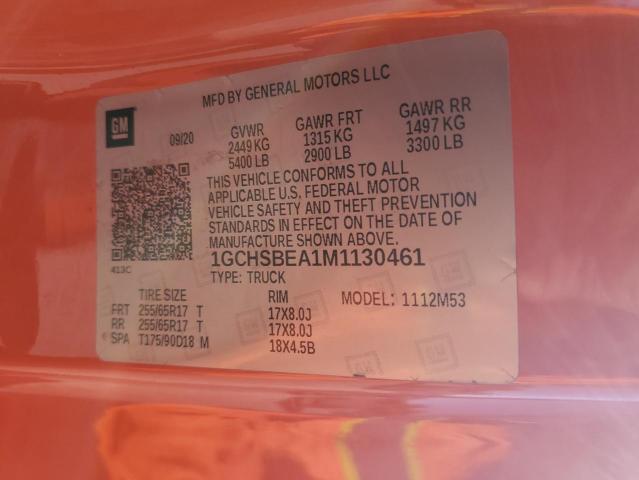 MFD BY GENERAL MOTORS LLC
GM
09/20 GVWR GAWR FRT GAWR RR
2449 KG 1315 KG 1497 KG
5400 LB 2900 LB 3300 LB
THIS VEHICLE CONFORMS TO ALL
APPLICABLE U.S. FEDERAL MOTOR
VEHICLE SAFETY AND THEFT PREVENTION
STANDARDS IN EFFECT ON THE DATE OF
MANUFACTURE SHOWN ABOVE.
413C
1GCHSBEA1M1130461
TYPE: TRUCK
TIRE SIZE RIM MODEL: 1112M53
FRT 255/65R17 T 17X8.0J
RR 255/65R17 T 17X8.0J
SPA T175/90D18 M 18X4.5B